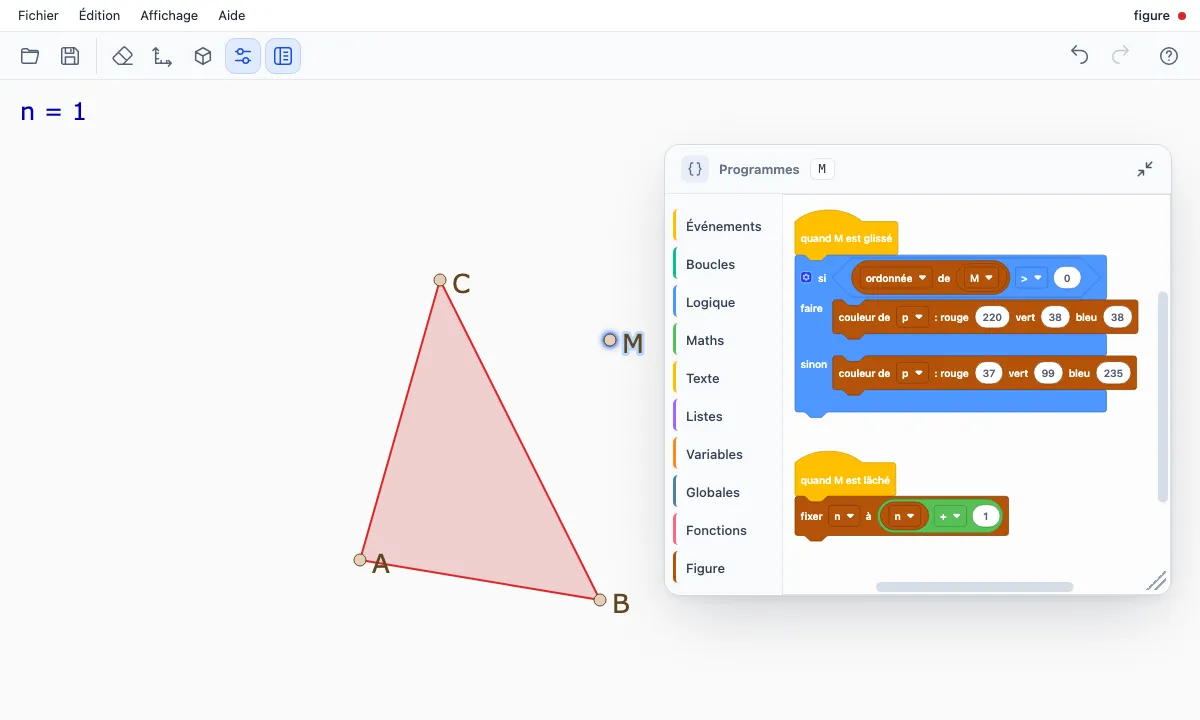 Fichier Édition Affichage Aide figure
n = 1
{} Programmes M
Événements
Boucles
Logique
Maths
Texte
Listes
Variables
Globales
Fonctions
Figure
quand M est glissé
si ordonnée de M > 0
faire couleur de p : rouge 220 vert 38 bleu 38
sinon couleur de p : rouge 37 vert 99 bleu 235
quand M est lâché
fixer n à n + 1
C
M
A
B